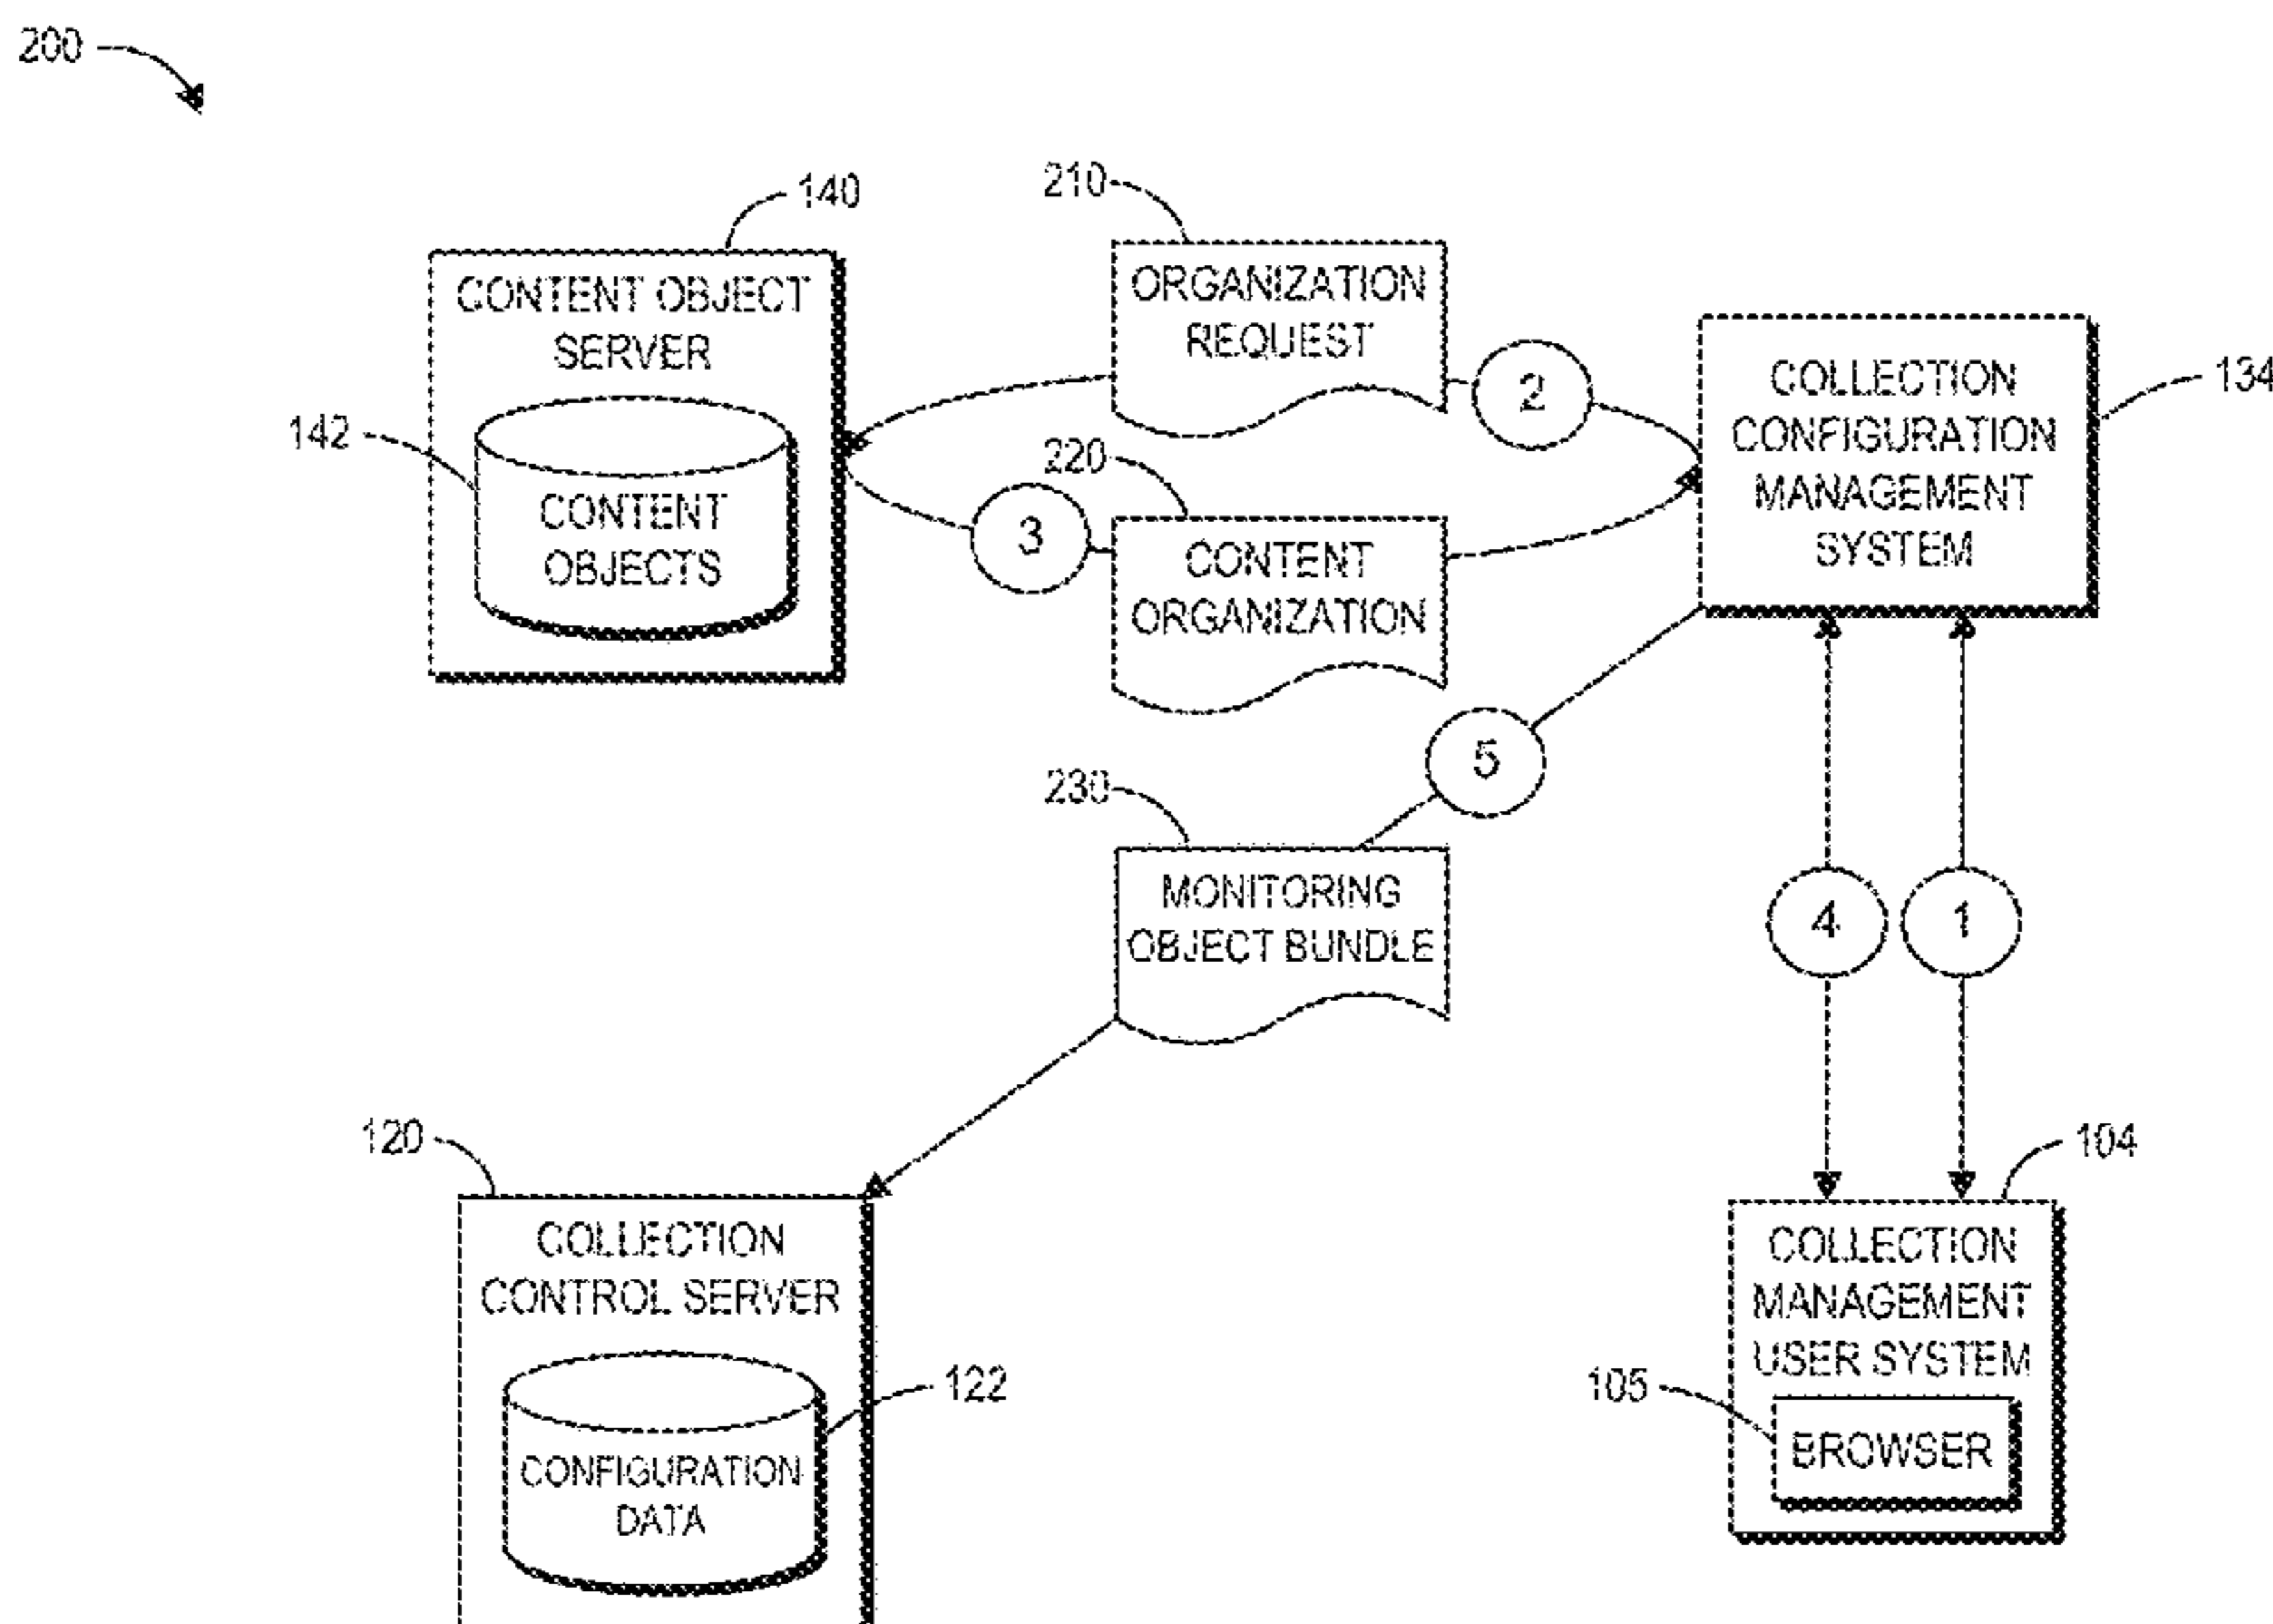 200
140
210
CONTENT OBJECT
SERVER
142
CONTENT
OBJECTS
ORGANIZATION
REQUEST
2
COLLECTION
CONFIGURATION
MANAGEMENT
SYSTEM
134
220
3
CONTENT
ORGANIZATION
5
230
MONITORING
OBJECT BUNDLE
4
1
120
COLLECTION
CONTROL SERVER
122
CONFIGURATION
DATA
104
COLLECTION
MANAGEMENT
USER SYSTEM
105
BROWSER